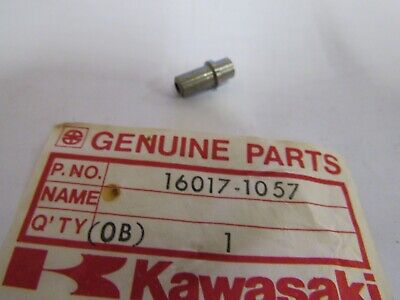 GENUINE PARTS
P. NO. 16017-1057
NAME
Q'TY (OB) 1
Kawasaki